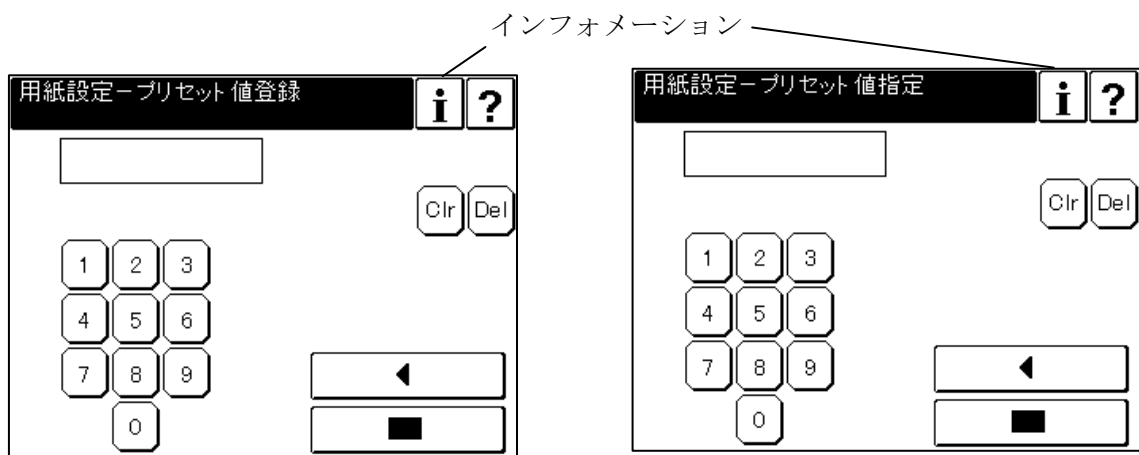 インフォメーション
用紙設定ープリセット値登録
i ?
Clr Del
1 2 3
4 5 6
7 8 9
0
用紙設定ープリセット値指定
i ?
Clr Del
1 2 3
4 5 6
7 8 9
0